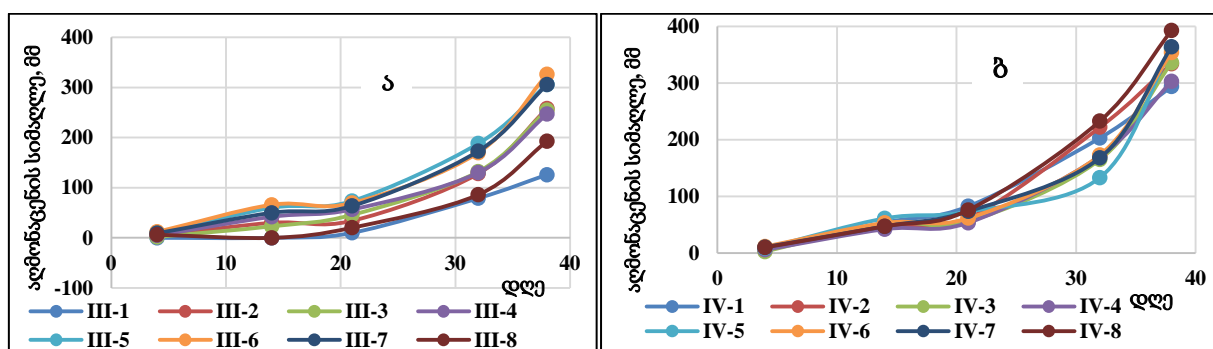 აღმონაცენის სიმაღლე, მმ
400
300
200
100
0
-100
0 10 20 30 40
ა
დღე
III-1 III-2 III-3 III-4
III-5 III-6 III-7 III-8
აღმონაცენის სიმაღლე, მმ
400
300
200
100
0
0 10 20 30 40
ბ
დღე
IV-1 IV-2 IV-3 IV-4
IV-5 IV-6 IV-7 IV-8